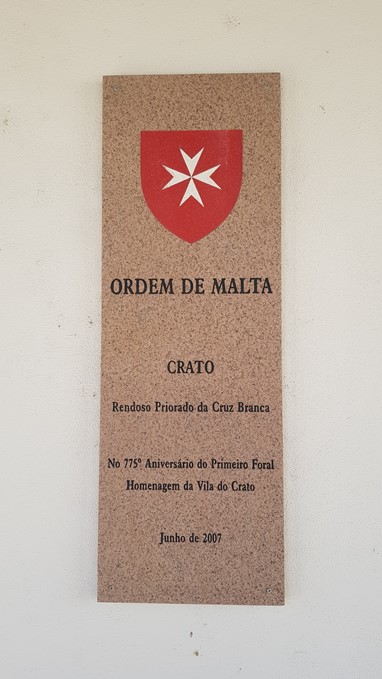 ORDEM DE MALTA
CRATO
Rendoso Priorado da Cruz Branca
No 775º Aniversário do Primeiro Foral
Homenagem da Vila do Crato
Junho de 2007